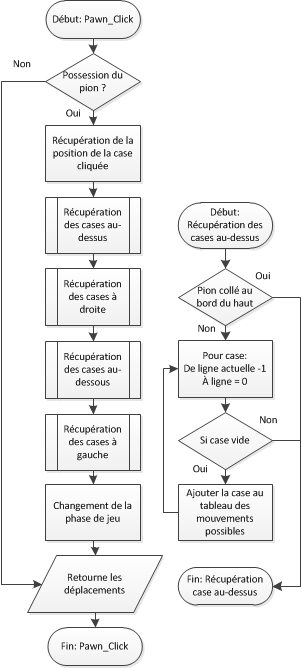 Début: Pawn_Click
Non
Possession du
pion ?
Oui
Récupération de la
position de la case
cliquée
Récupération
des cases au-
dessus
Récupération
des cases à
droite
Récupération
des cases au-
dessous
Récupération
des cases à
gauche
Changement de la
phase de jeu
Retourne les
déplacements
Fin: Pawn_Click
Début:
Récupération des
cases au-dessus
Oui
Pion collé au
bord du haut
Non
Pour case:
De ligne actuelle -1
À ligne = 0
Non
Si case vide
Oui
Ajouter la case au
tableau des
mouvements
possibles
Fin: Récupération
case au-dessus